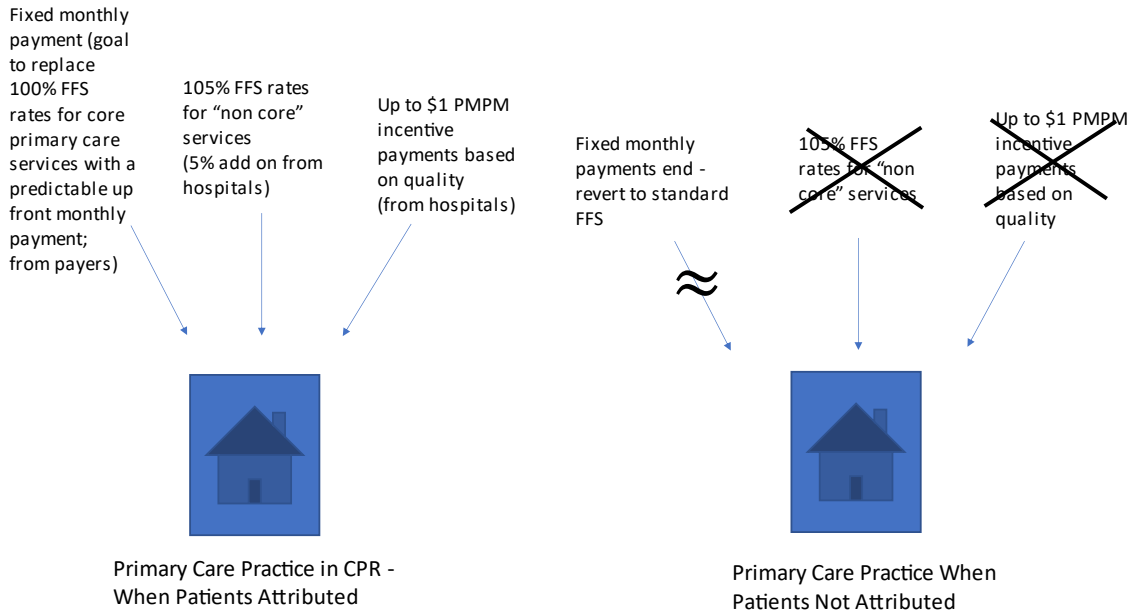 Fixed monthly
payment (goal
to replace
100% FFS
rates for core
primary care
services with a
predictable up
front monthly
payment;
from payers)
105% FFS rates
for “non core”
services
(5% add on from
hospitals)
Up to $1 PMPM
incentive
payments based
on quality
(from hospitals)
Primary Care Practice in CPR -
When Patients Attributed
Fixed monthly
payments end -
revert to standard
FFS
≈
105% FFS
rates for “non
core” services
Up to $1 PMPM
incentive
payments
based on
quality
Primary Care Practice When
Patients Not Attributed